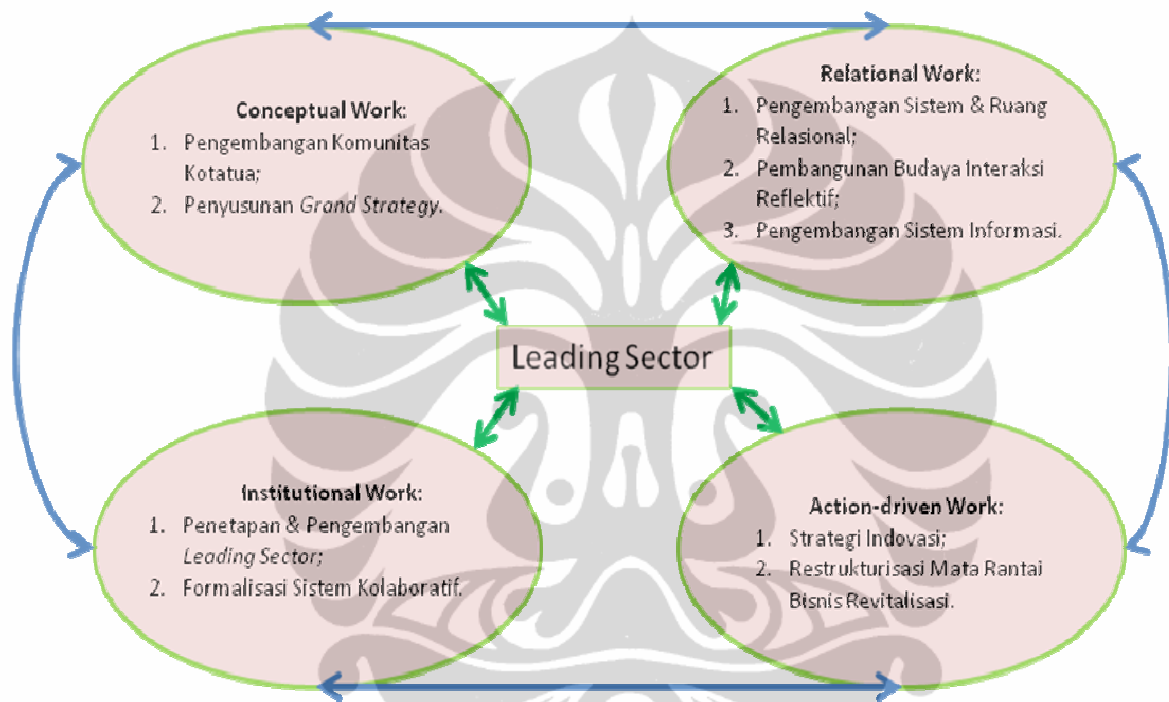 Conceptual Work:
1. Pengembangan Komunitas
Kotatua;
2. Penyusunan Grand Strategy.
Relational Work:
1. Pengembangan Sistem & Ruang
Relasional;
2. Pembangunan Budaya Interaksi
Reflektif;
3. Pengembangan Sistem Informasi.
Leading Sector
Institutional Work:
1. Penetapan & Pengembangan
Leading Sector;
2. Formalisasi Sistem Kolaboratif.
Action-driven Work:
1. Strategi Indovasi;
2. Restrukturisasi Mata Rantai
Bisnis Revitalisasi.